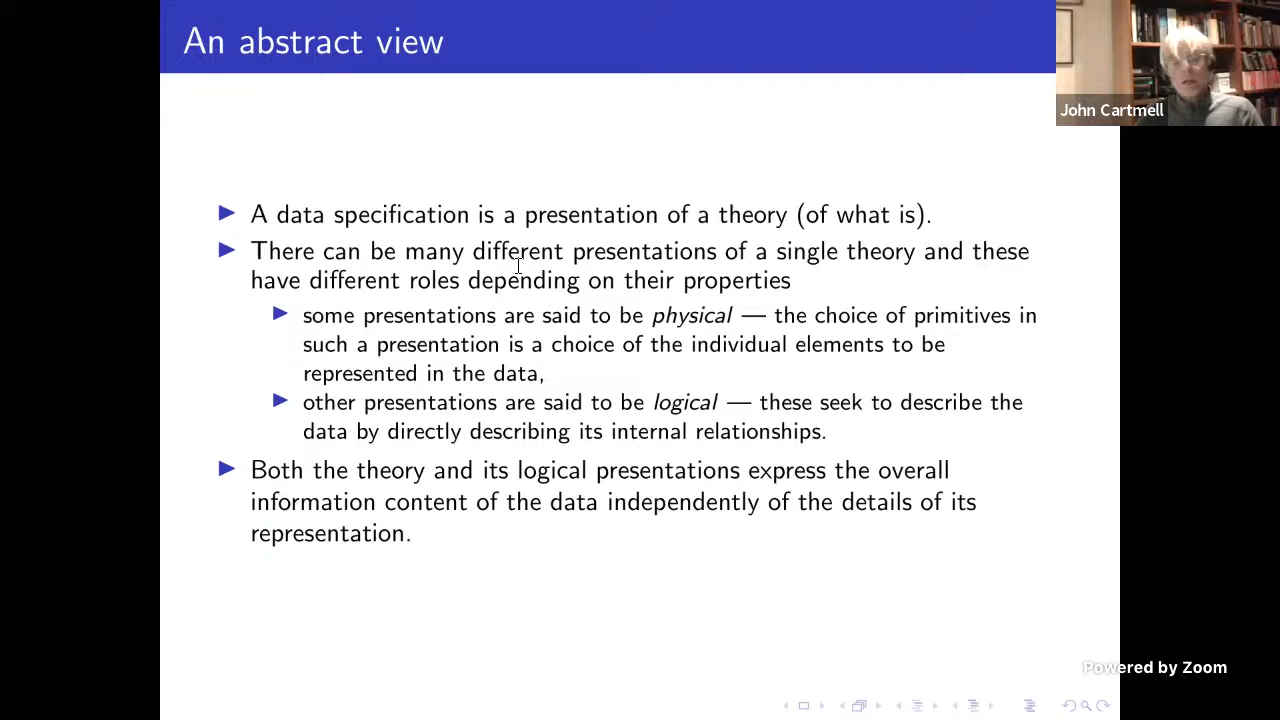 An abstract view
John Cartmell
A data specification is a presentation of a theory (of what is).
There can be many different presentations of a single theory and these
have different roles depending on their properties
some presentations are said to be physical — the choice of primitives in
such a presentation is a choice of the individual elements to be
represented in the data,
other presentations are said to be logical — these seek to describe the
data by directly describing its internal relationships.
Both the theory and its logical presentations express the overall
information content of the data independently of the details of its
representation.
Powered by Zoom